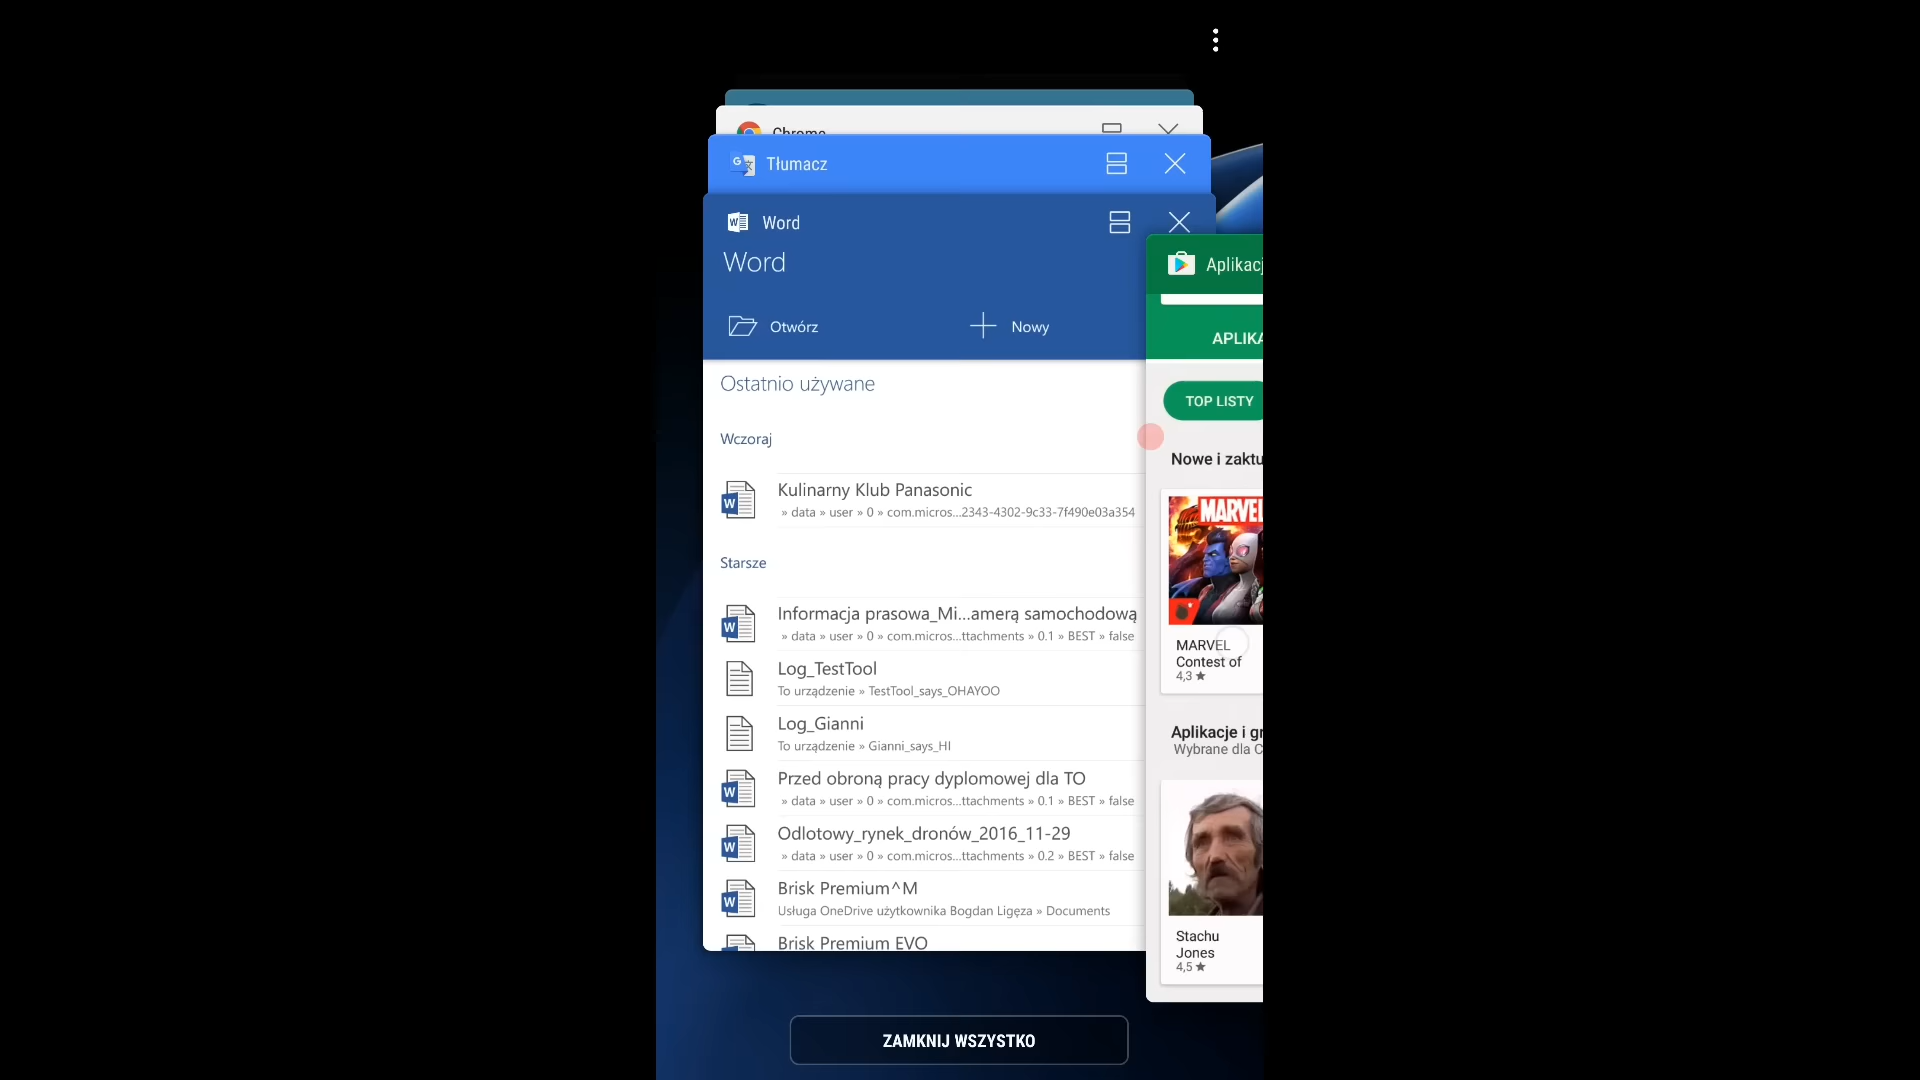 Chrome
Tłumacz
Word
Word
Otwórz
Nowy
Ostatnio używane
Wczoraj
Kulinarny Klub Panasonic
» data » user » 0 » com.micros...2343-4302-9c33-7f490e03a354
Starsze
Informacja prasowa_Mi...amerą samochodową
» data » user » 0 » com.micros...ttachments » 0.1 » BEST » false
Log_TestTool
To urządzenie » TestTool_says_OHAYOO
Log_Gianni
To urządzenie » Gianni_says_HI
Przed obroną pracy dyplomowej dla TO
» data » user » 0 » com.micros...ttachments » 0.1 » BEST » false
Odlotowy_rynek_dronów_2016_11-29
» data » user » 0 » com.micros...ttachments » 0.2 » BEST » false
Brisk Premium^M
Usługa OneDrive użytkownika Bogdan Ligęza » Documents
Brisk Premium EVO
Aplikacj
APLIKA
TOP LISTY
Nowe i zaktu
MARVEL
MARVEL
Contest of
4,3 ★
Aplikacje i gr
Wybrane dla C
Stachu
Jones
4,5 ★
ZAMKNIJ WSZYSTKO